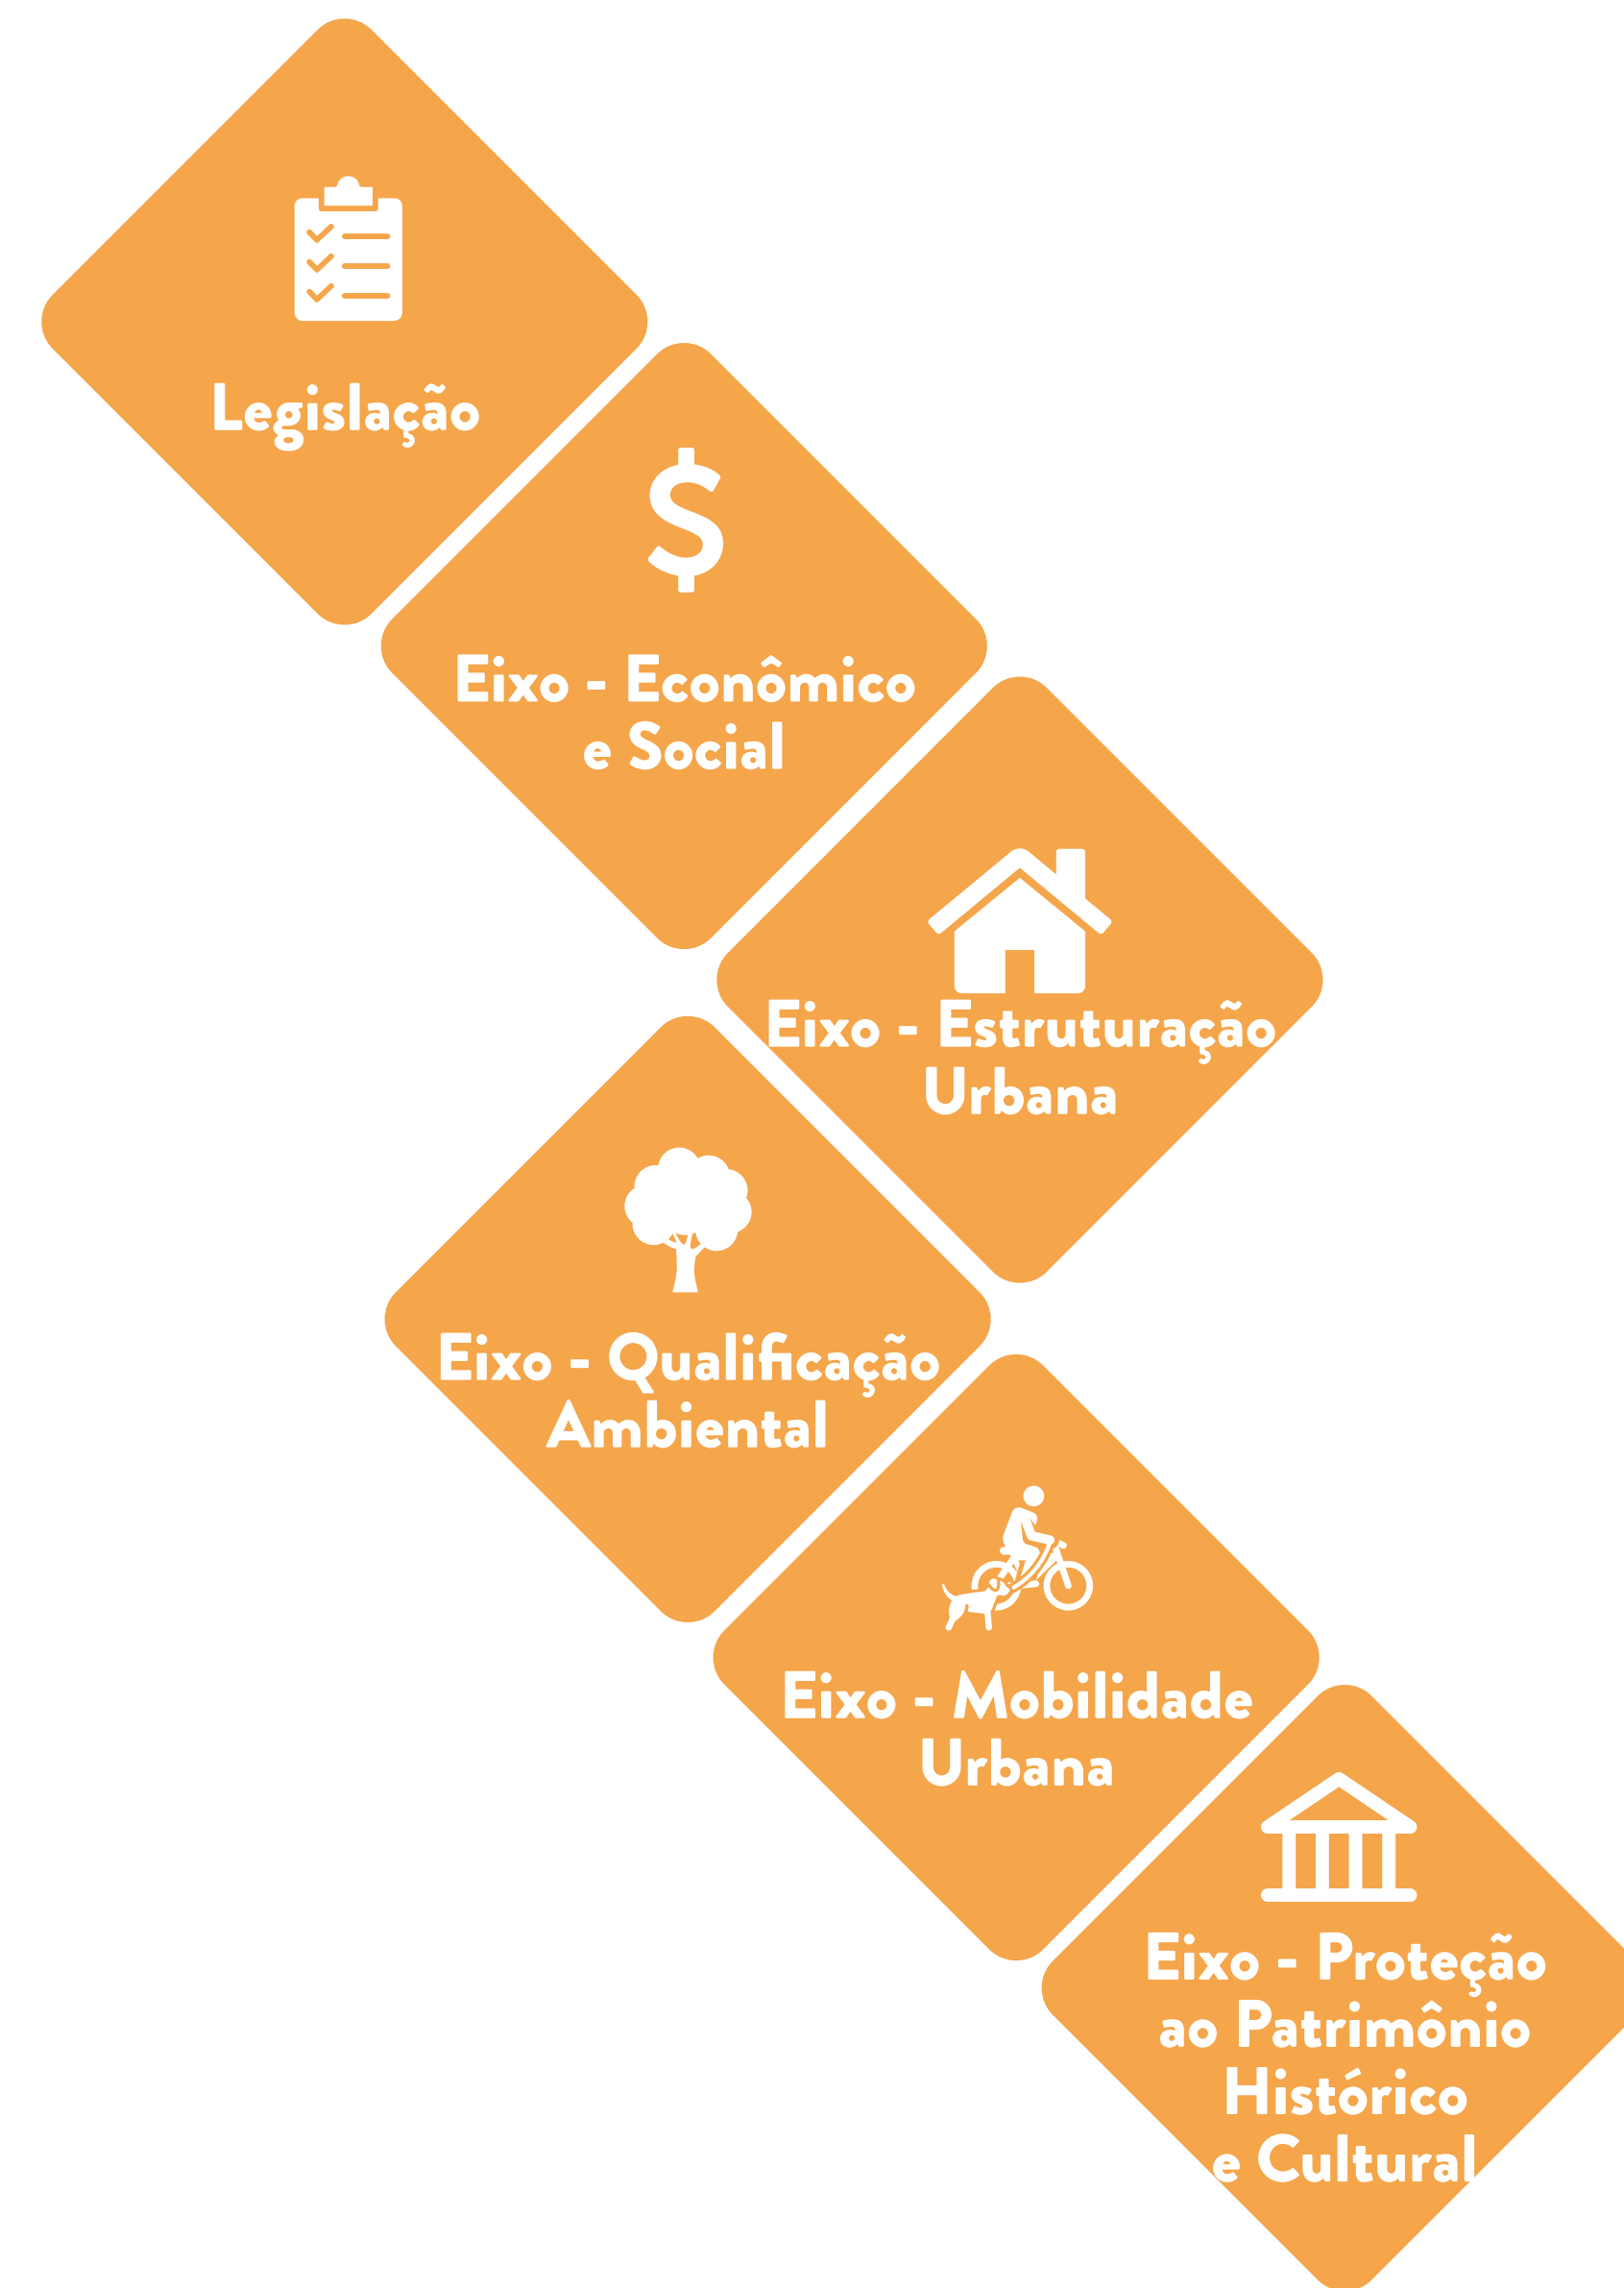 Legislação
Eixo - Econômico
e Social
Eixo - Estruturação
Urbana
Eixo - Qualificação
Ambiental
Eixo - Mobilidade
Urbana
Eixo - Proteção
ao Patrimônio
Histórico
e Cultural